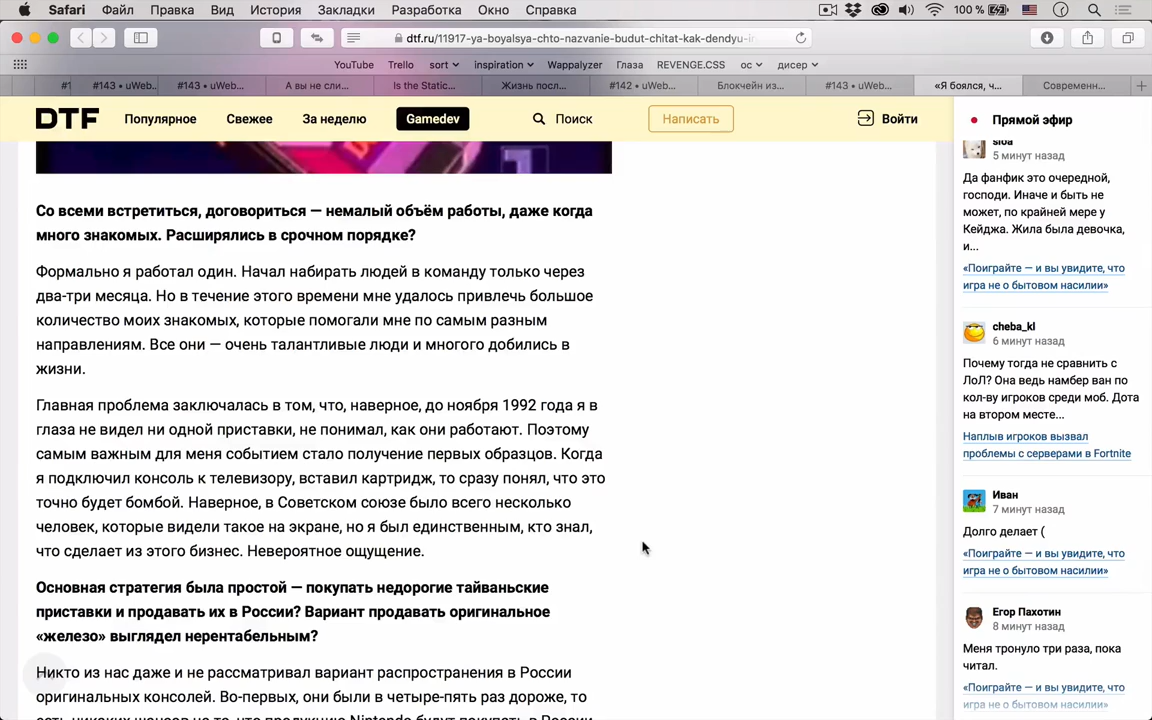 Safari Файл Правка Вид История Закладки Разработка Окно Справка 100 %
dtf.ru/11917-ya-boyalsya-chto-nazvanie-budut-chitat-kak-dendyu-i
YouTube Trello sort inspiration Wappalyzer Глаза REVENGE.CSS ос дисер
#1 #143 • uWeb... #143 • uWeb... А вы не сли... Is the Static... Жизнь посл... #142 • uWeb... Блокчейн из... #143 • uWeb... «Я боялся, ч... Современн...
DTF Популярное Свежее За неделю Gamedev Поиск Написать Войти
Со всеми встретиться, договориться — немалый объём работы, даже когда
много знакомых. Расширялись в срочном порядке?
Формально я работал один. Начал набирать людей в команду только через
два-три месяца. Но в течение этого времени мне удалось привлечь большое
количество моих знакомых, которые помогали мне по самым разным
направлениям. Все они — очень талантливые люди и многого добились в
жизни.
Главная проблема заключалась в том, что, наверное, до ноября 1992 года я в
глаза не видел ни одной приставки, не понимал, как они работают. Поэтому
самым важным для меня событием стало получение первых образцов. Когда
я подключил консоль к телевизору, вставил картридж, то сразу понял, что это
точно будет бомбой. Наверное, в Советском союзе было всего несколько
человек, которые видели такое на экране, но я был единственным, кто знал,
что сделает из этого бизнес. Невероятное ощущение.
Основная стратегия была простой — покупать недорогие тайваньские
приставки и продавать их в России? Вариант продавать оригинальное
«железо» выглядел нерентабельным?
Никто из нас даже и не рассматривал вариант распространения в России
оригинальных консолей. Во-первых, они были в четыре-пять раз дороже, то
есть никаких шансов на то, что продукцию Nintendo будут покупать в России
Прямой эфир
sloa
5 минут назад
Да фанфик это очередной,
господи. Иначе и быть не
может, по крайней мере у
Кейджа. Жила была девочка,
и...
«Поиграйте — и вы увидите, что
игра не о бытовом насилии»
cheba_kl
6 минут назад
Почему тогда не сравнить с
ЛоЛ? Она ведь намбер ван по
кол-ву игроков среди моб. Дота
на втором месте...
Наплыв игроков вызвал
проблемы с серверами в Fortnite
Иван
7 минут назад
Долго делает (
«Поиграйте — и вы увидите, что
игра не о бытовом насилии»
Егор Пахотин
8 минут назад
Меня тронуло три раза, пока
читал.
«Поиграйте — и вы увидите, что
игра не о бытовом насилии»